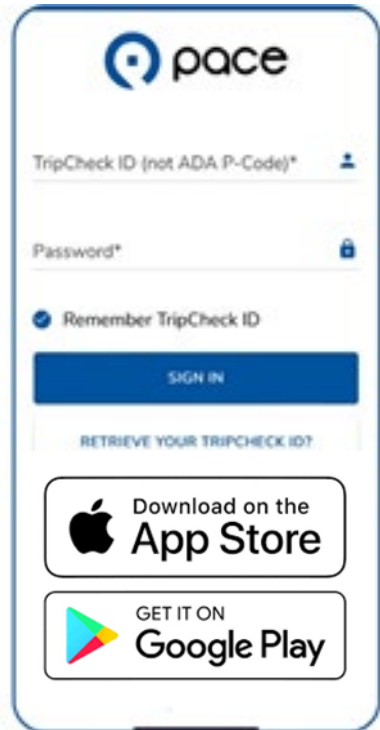 pace
TripCheck ID (not ADA P-Code)*
Password*
Remember TripCheck ID
SIGN IN
RETRIEVE YOUR TRIPCHECK ID?
Download on the
App Store
GET IT ON
Google Play